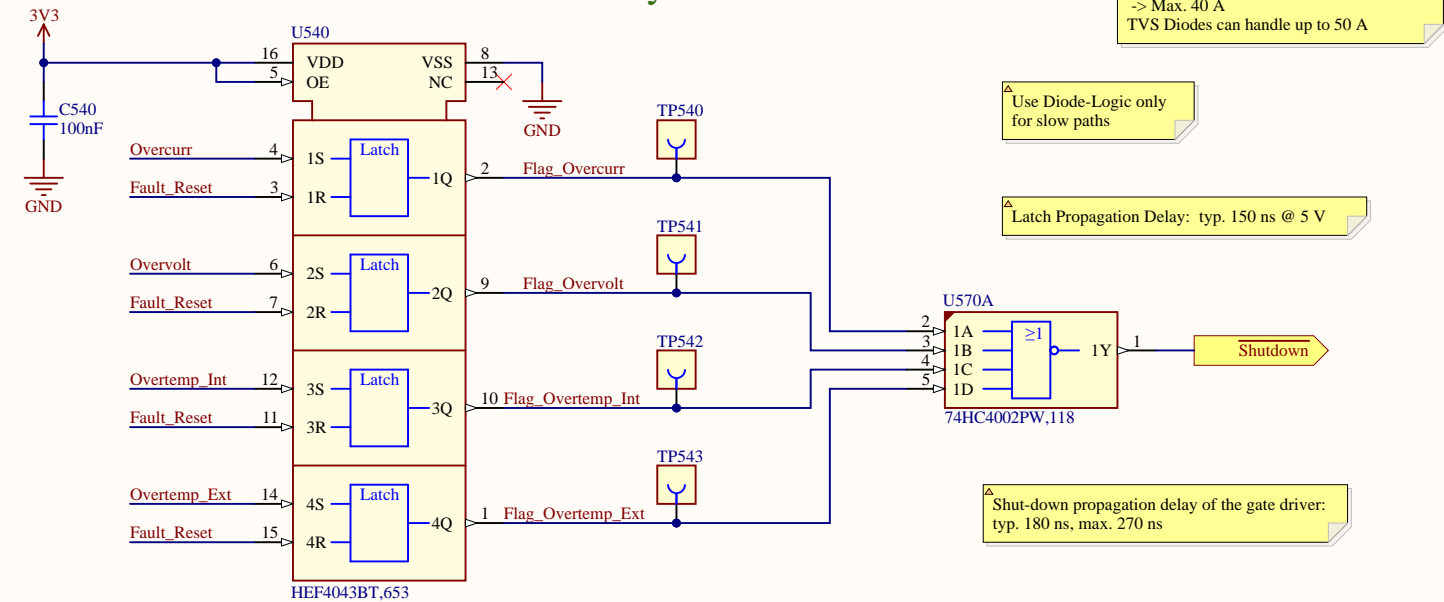 -> Max. 40 A
TVS Diodes can handle up to 50 A
3V3
U540
16 VDD VSS 8
5 OE NC 13
C540
100nF
GND
GND
Use Diode-Logic only
for slow paths
TP540
Overcurr 4 1S Latch 1Q 2 Flag_Overcurr
Fault_Reset 3 1R
Latch Propagation Delay: typ. 150 ns @ 5 V
TP541
Overvolt 6 2S Latch 2Q 9 Flag_Overvolt
Fault_Reset 7 2R
U570A
2 1A ≥1
3 1B 1Y 1 Shutdown
4 1C
5 1D
74HC4002PW,118
TP542
Overtemp_Int 12 3S Latch 3Q 10 Flag_Overtemp_Int
Fault_Reset 11 3R
TP543
Overtemp_Ext 14 4S Latch 4Q 1 Flag_Overtemp_Ext
Fault_Reset 15 4R
Shut-down propagation delay of the gate driver:
typ. 180 ns, max. 270 ns
HEF4043BT,653